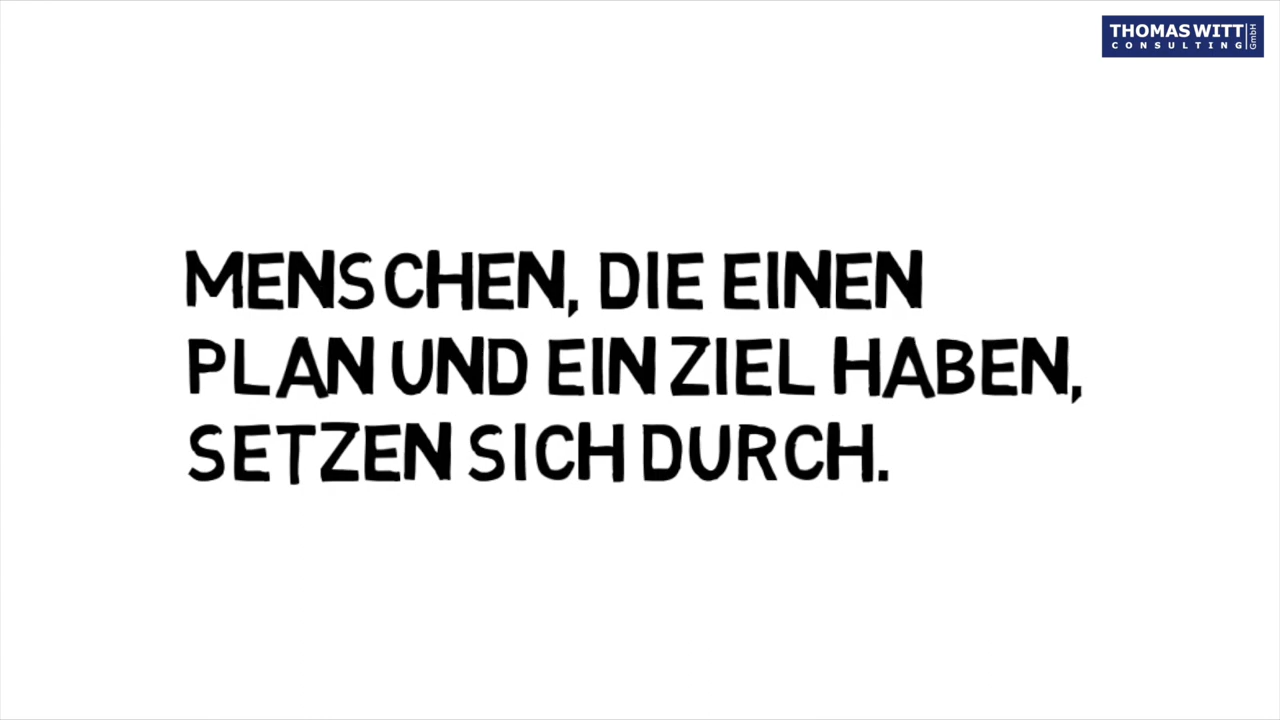 THOMAS WITT
CONSULTING
GmbH
MENSCHEN, DIE EINEN
PLAN UND EIN ZIEL HABEN,
SETZEN SICH DURCH.